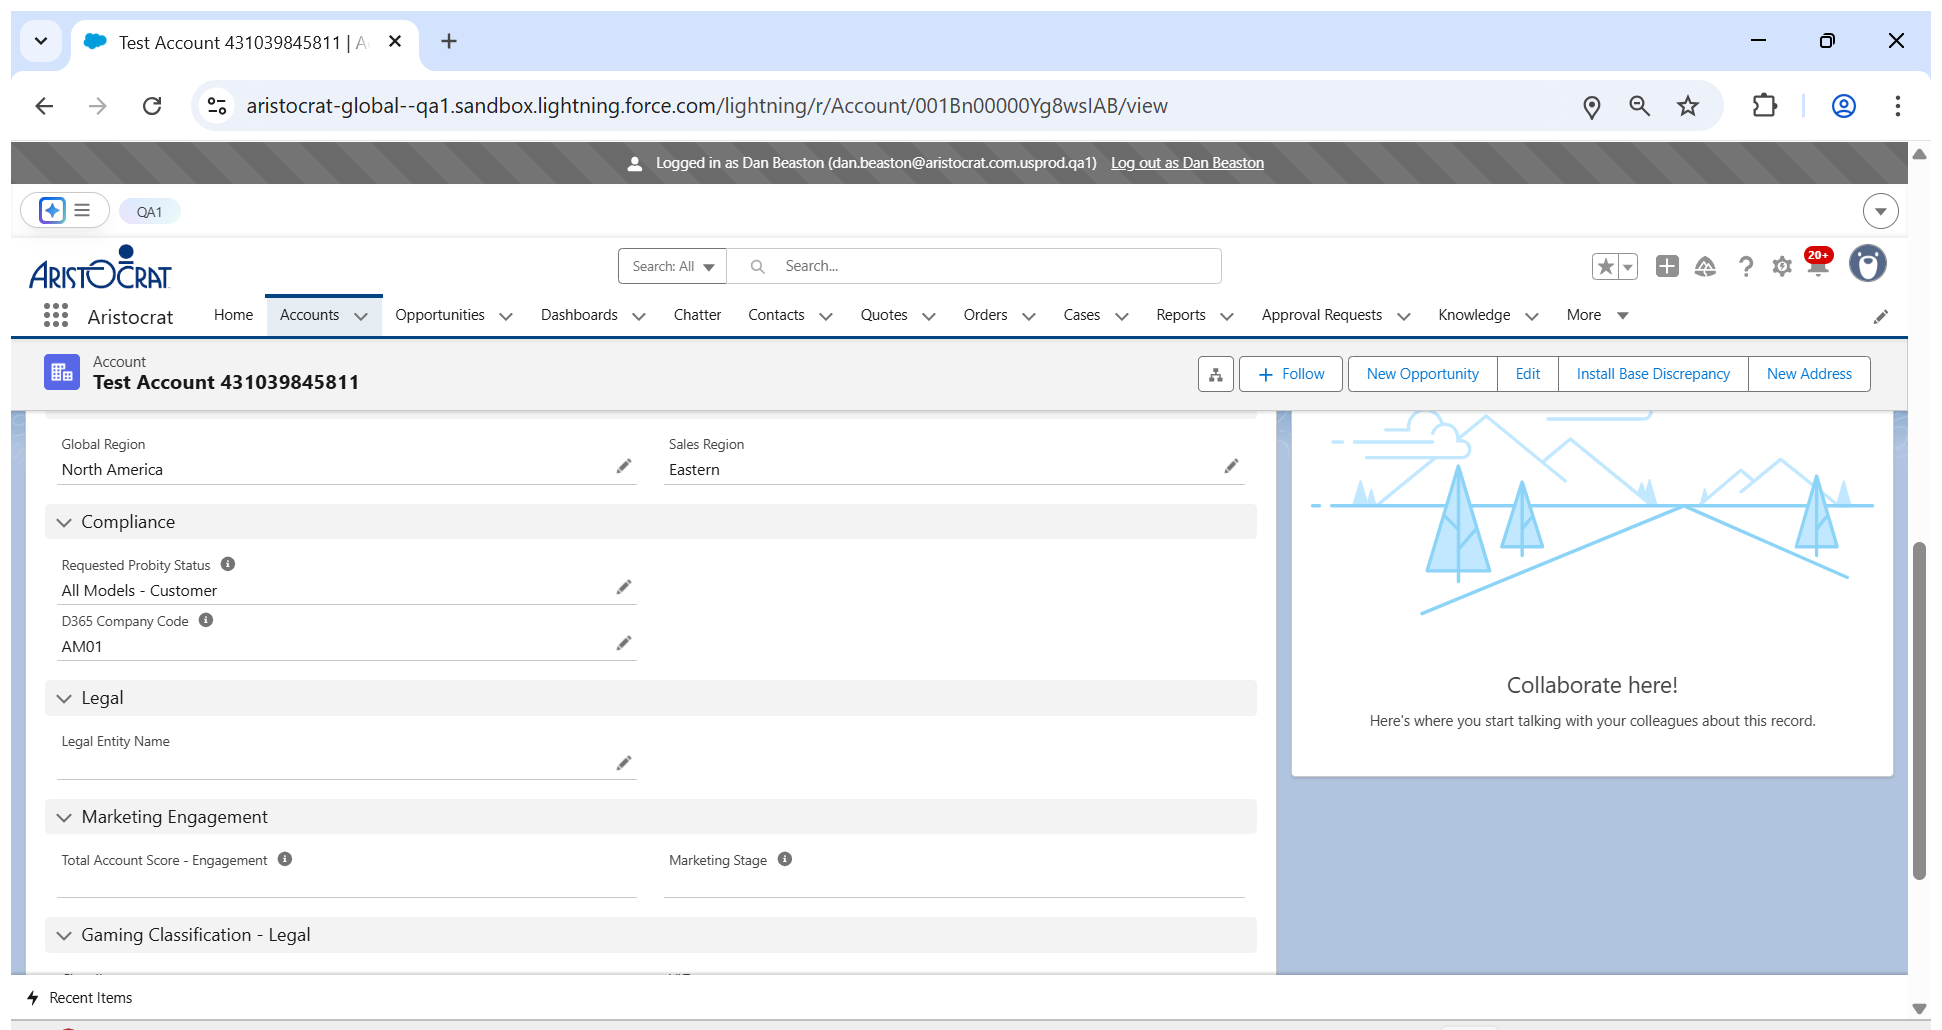 Test Account 431039845811 | A
aristocrat-global--qa1.sandbox.lightning.force.com/lightning/r/Account/001Bn00000Yg8wsIAB/view
Logged in as Dan Beaston (dan.beaston@aristocrat.com.usprod.qa1) Log out as Dan Beaston
QA1
ARISTOCRAT
Search: All
Search...
20+
Aristocrat
Home
Accounts
Opportunities
Dashboards
Chatter
Contacts
Quotes
Orders
Cases
Reports
Approval Requests
Knowledge
More
Account
Test Account 431039845811
Follow
New Opportunity
Edit
Install Base Discrepancy
New Address
Global Region
North America
Sales Region
Eastern
Compliance
Requested Probity Status
All Models - Customer
D365 Company Code
AM01
Legal
Legal Entity Name
Marketing Engagement
Total Account Score - Engagement
Marketing Stage
Gaming Classification - Legal
Collaborate here!
Here's where you start talking with your colleagues about this record.
Recent Items